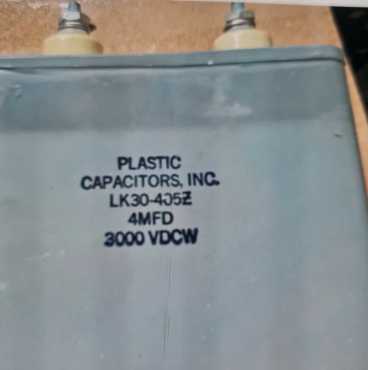 PLASTIC
CAPACITORS, INC.
LK30-405Z
4MFD
3000 VDCW